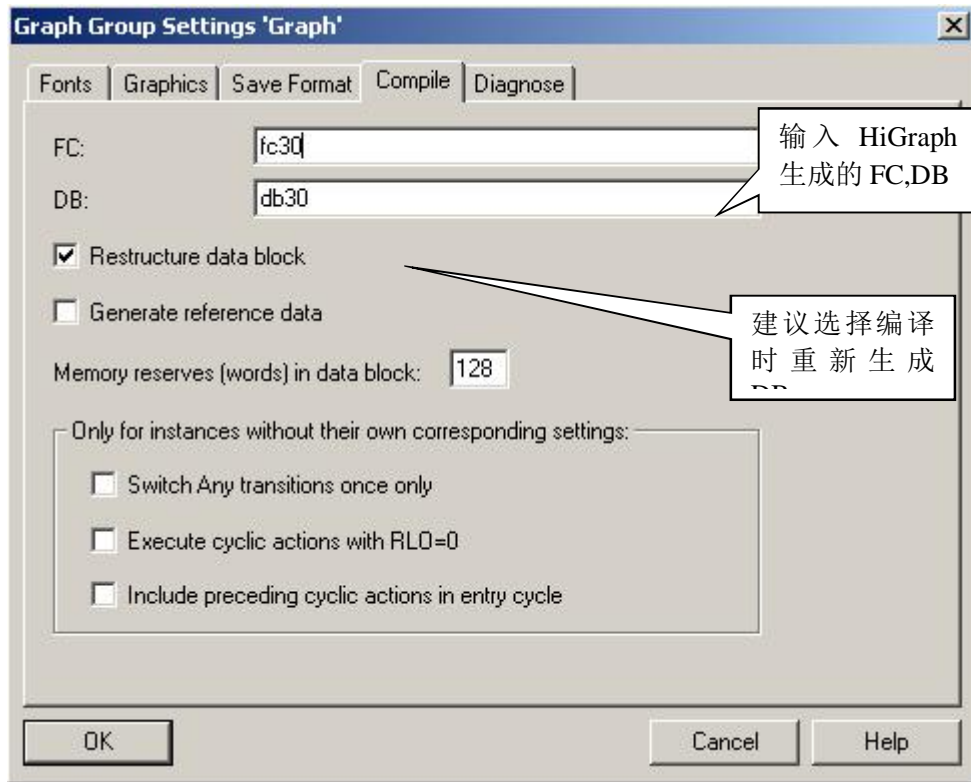 Graph Group Settings 'Graph'
Fonts
Graphics
Save Format
Compile
Diagnose
FC:
fc30
DB:
db30
输入 HiGraph
生成的 FC,DB
Restructure data block
Generate reference data
建议选择编译
时重新生成
Memory reserves (words) in data block:
128
Only for instances without their own corresponding settings:
Switch Any transitions once only
Execute cyclic actions with RLO=0
Include preceding cyclic actions in entry cycle
OK
Cancel
Help